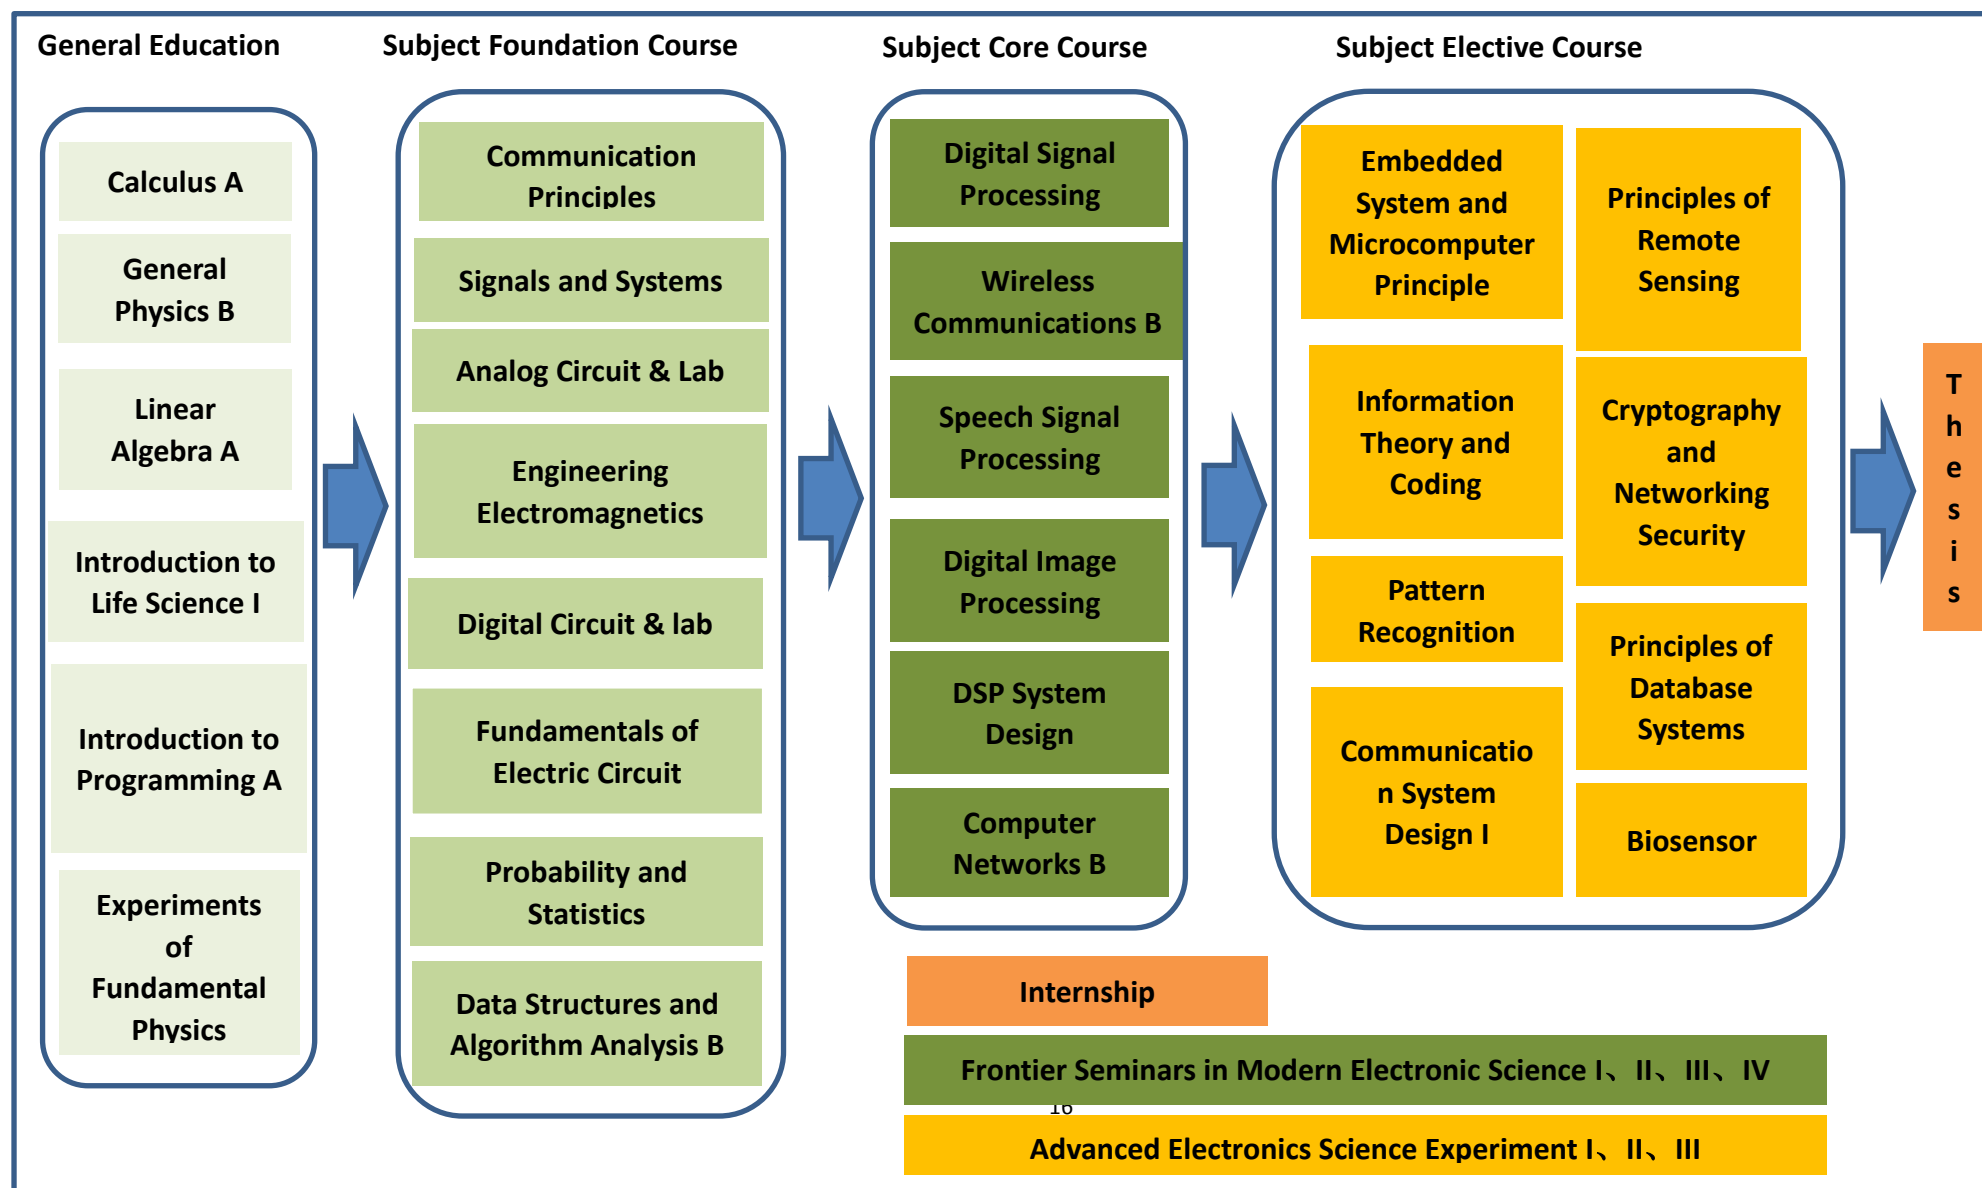 General Education
Subject Foundation Course
Subject Core Course
Subject Elective Course
Calculus A
General
Physics B
Linear
Algebra A
Introduction to
Life Science I
Introduction to
Programming A
Experiments
of
Fundamental
Physics
Communication
Principles
Signals and Systems
Analog Circuit & Lab
Engineering
Electromagnetics
Digital Circuit & lab
Fundamentals of
Electric Circuit
Probability and
Statistics
Data Structures and
Algorithm Analysis B
Digital Signal
Processing
Wireless
Communications B
Speech Signal
Processing
Digital Image
Processing
DSP System
Design
Computer
Networks B
Embedded
System and
Microcomputer
Principle
Information
Theory and
Coding
Pattern
Recognition
Communicatio
n System
Design I
Principles of
Remote
Sensing
Cryptography
and
Networking
Security
Principles of
Database
Systems
Biosensor
T
h
e
s
i
s
Internship
Frontier Seminars in Modern Electronic Science I、II、III、IV
16
Advanced Electronics Science Experiment I、II、III